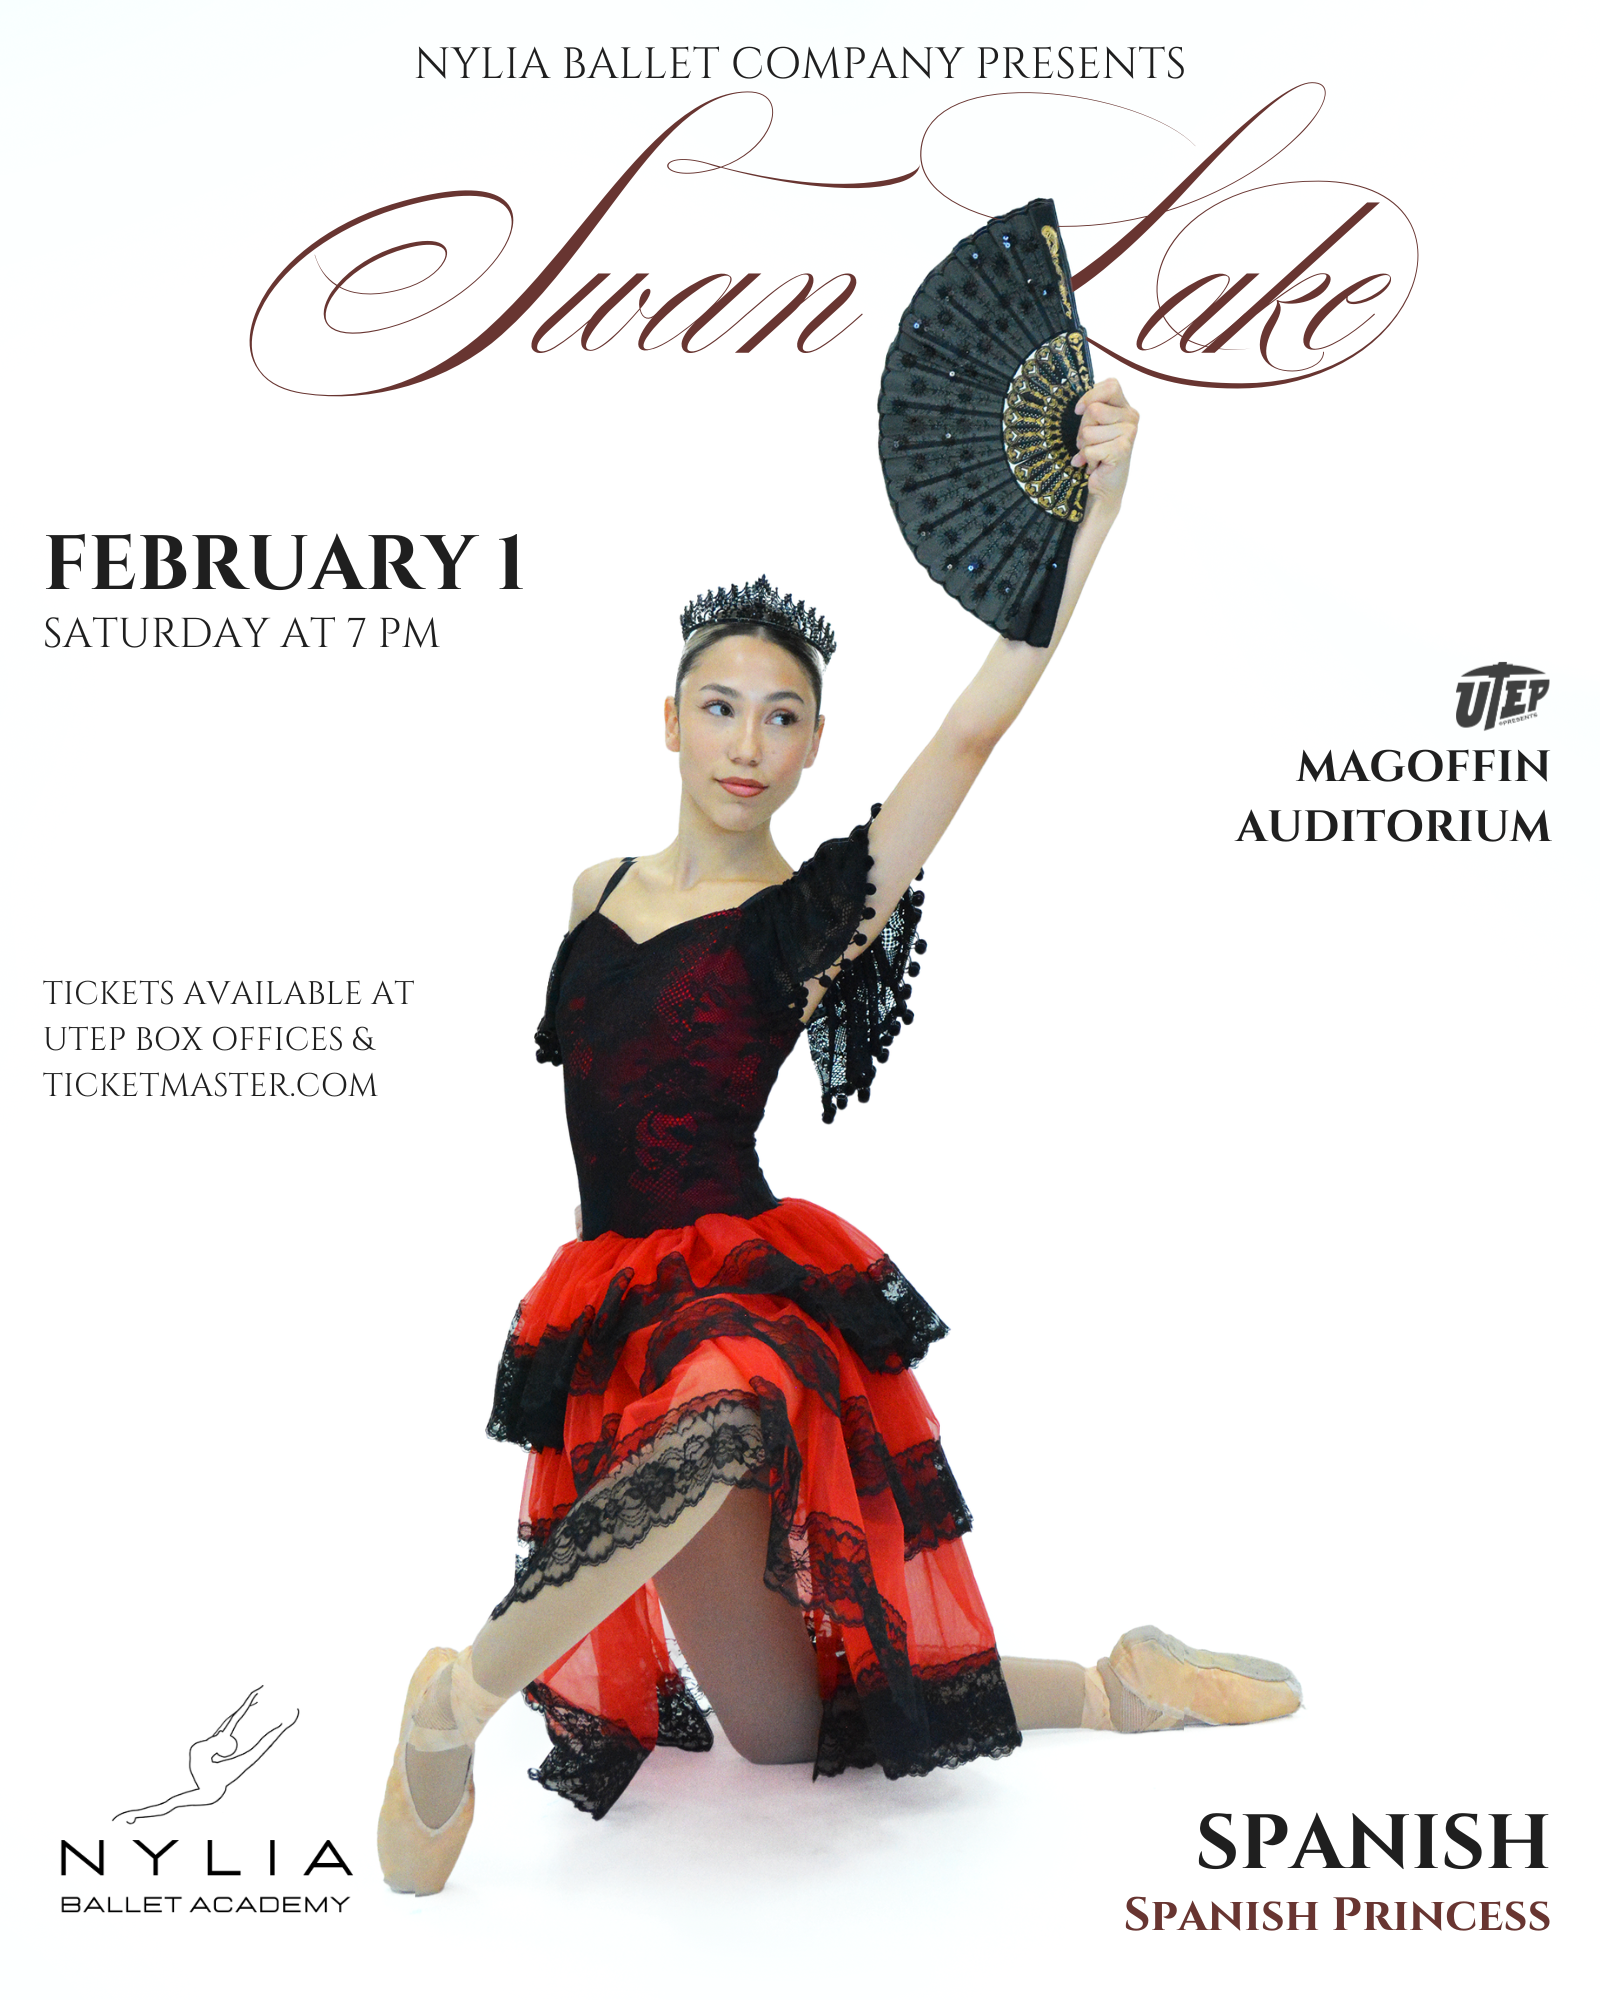 NYLIA BALLET COMPANY PRESENTS
Swan Lake
FEBRUARY 1
SATURDAY AT 7 PM
UTEP
PRESENTS
MAGOFFIN
AUDITORIUM
TICKETS AVAILABLE AT
UTEP BOX OFFICES &
TICKETMASTER.COM
NYLIA
BALLET ACADEMY
SPANISH
SPANISH PRINCESS